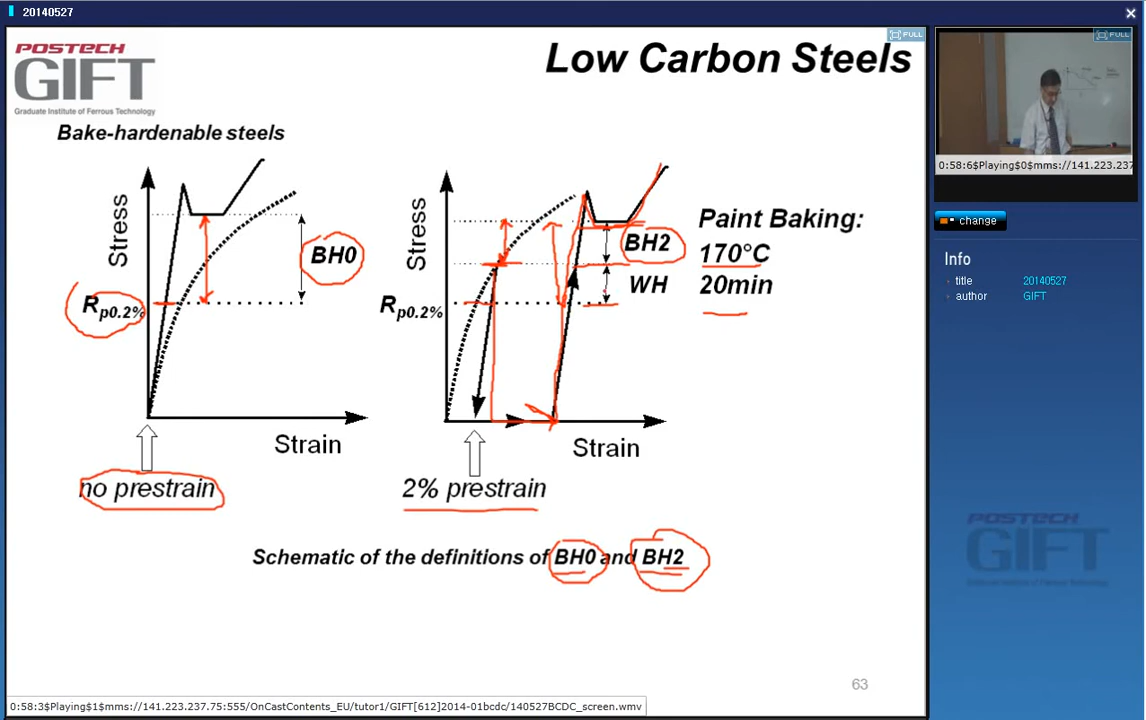 20140527
FULL
POSTECH
GIFT
Graduate Institute of Ferrous Technology
Low Carbon Steels
Bake-hardenable steels
Stress
BH0
Rp0.2%
Strain
no prestrain
Stress
BH2
WH
Rp0.2%
Strain
2% prestrain
Paint Baking:
170°C
20min
Schematic of the definitions of BH0 and BH2
63
0:58:3$Playing$1$mms://141.223.237.75:555/OnCastContents_EU/tutor1/GIFT[612]2014-01bcdc/140527BCDC_screen.wmv
FULL
0:58:6$Playing$0$mms://141.223.237
change
Info
title 20140527
author GIFT
POSTECH
GIFT